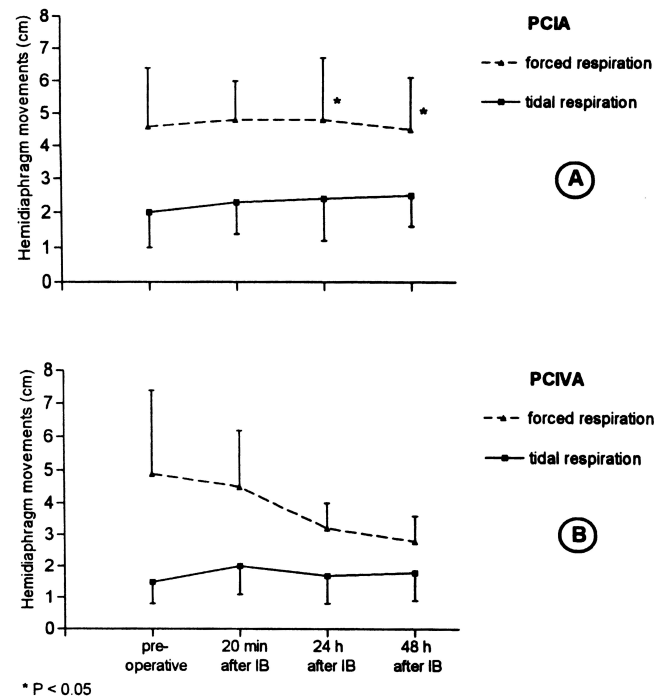 8
7
6
5
4
3
2
1
0
Hemidiaphragm movements (cm)
*
*
PCIA
forced respiration
tidal respiration
A
8
7
6
5
4
3
2
1
0
Hemidiaphragm movements (cm)
PCIVA
forced respiration
tidal respiration
B
pre-
operative
20 min
after IB
24 h
after IB
48 h
after IB
* P < 0.05